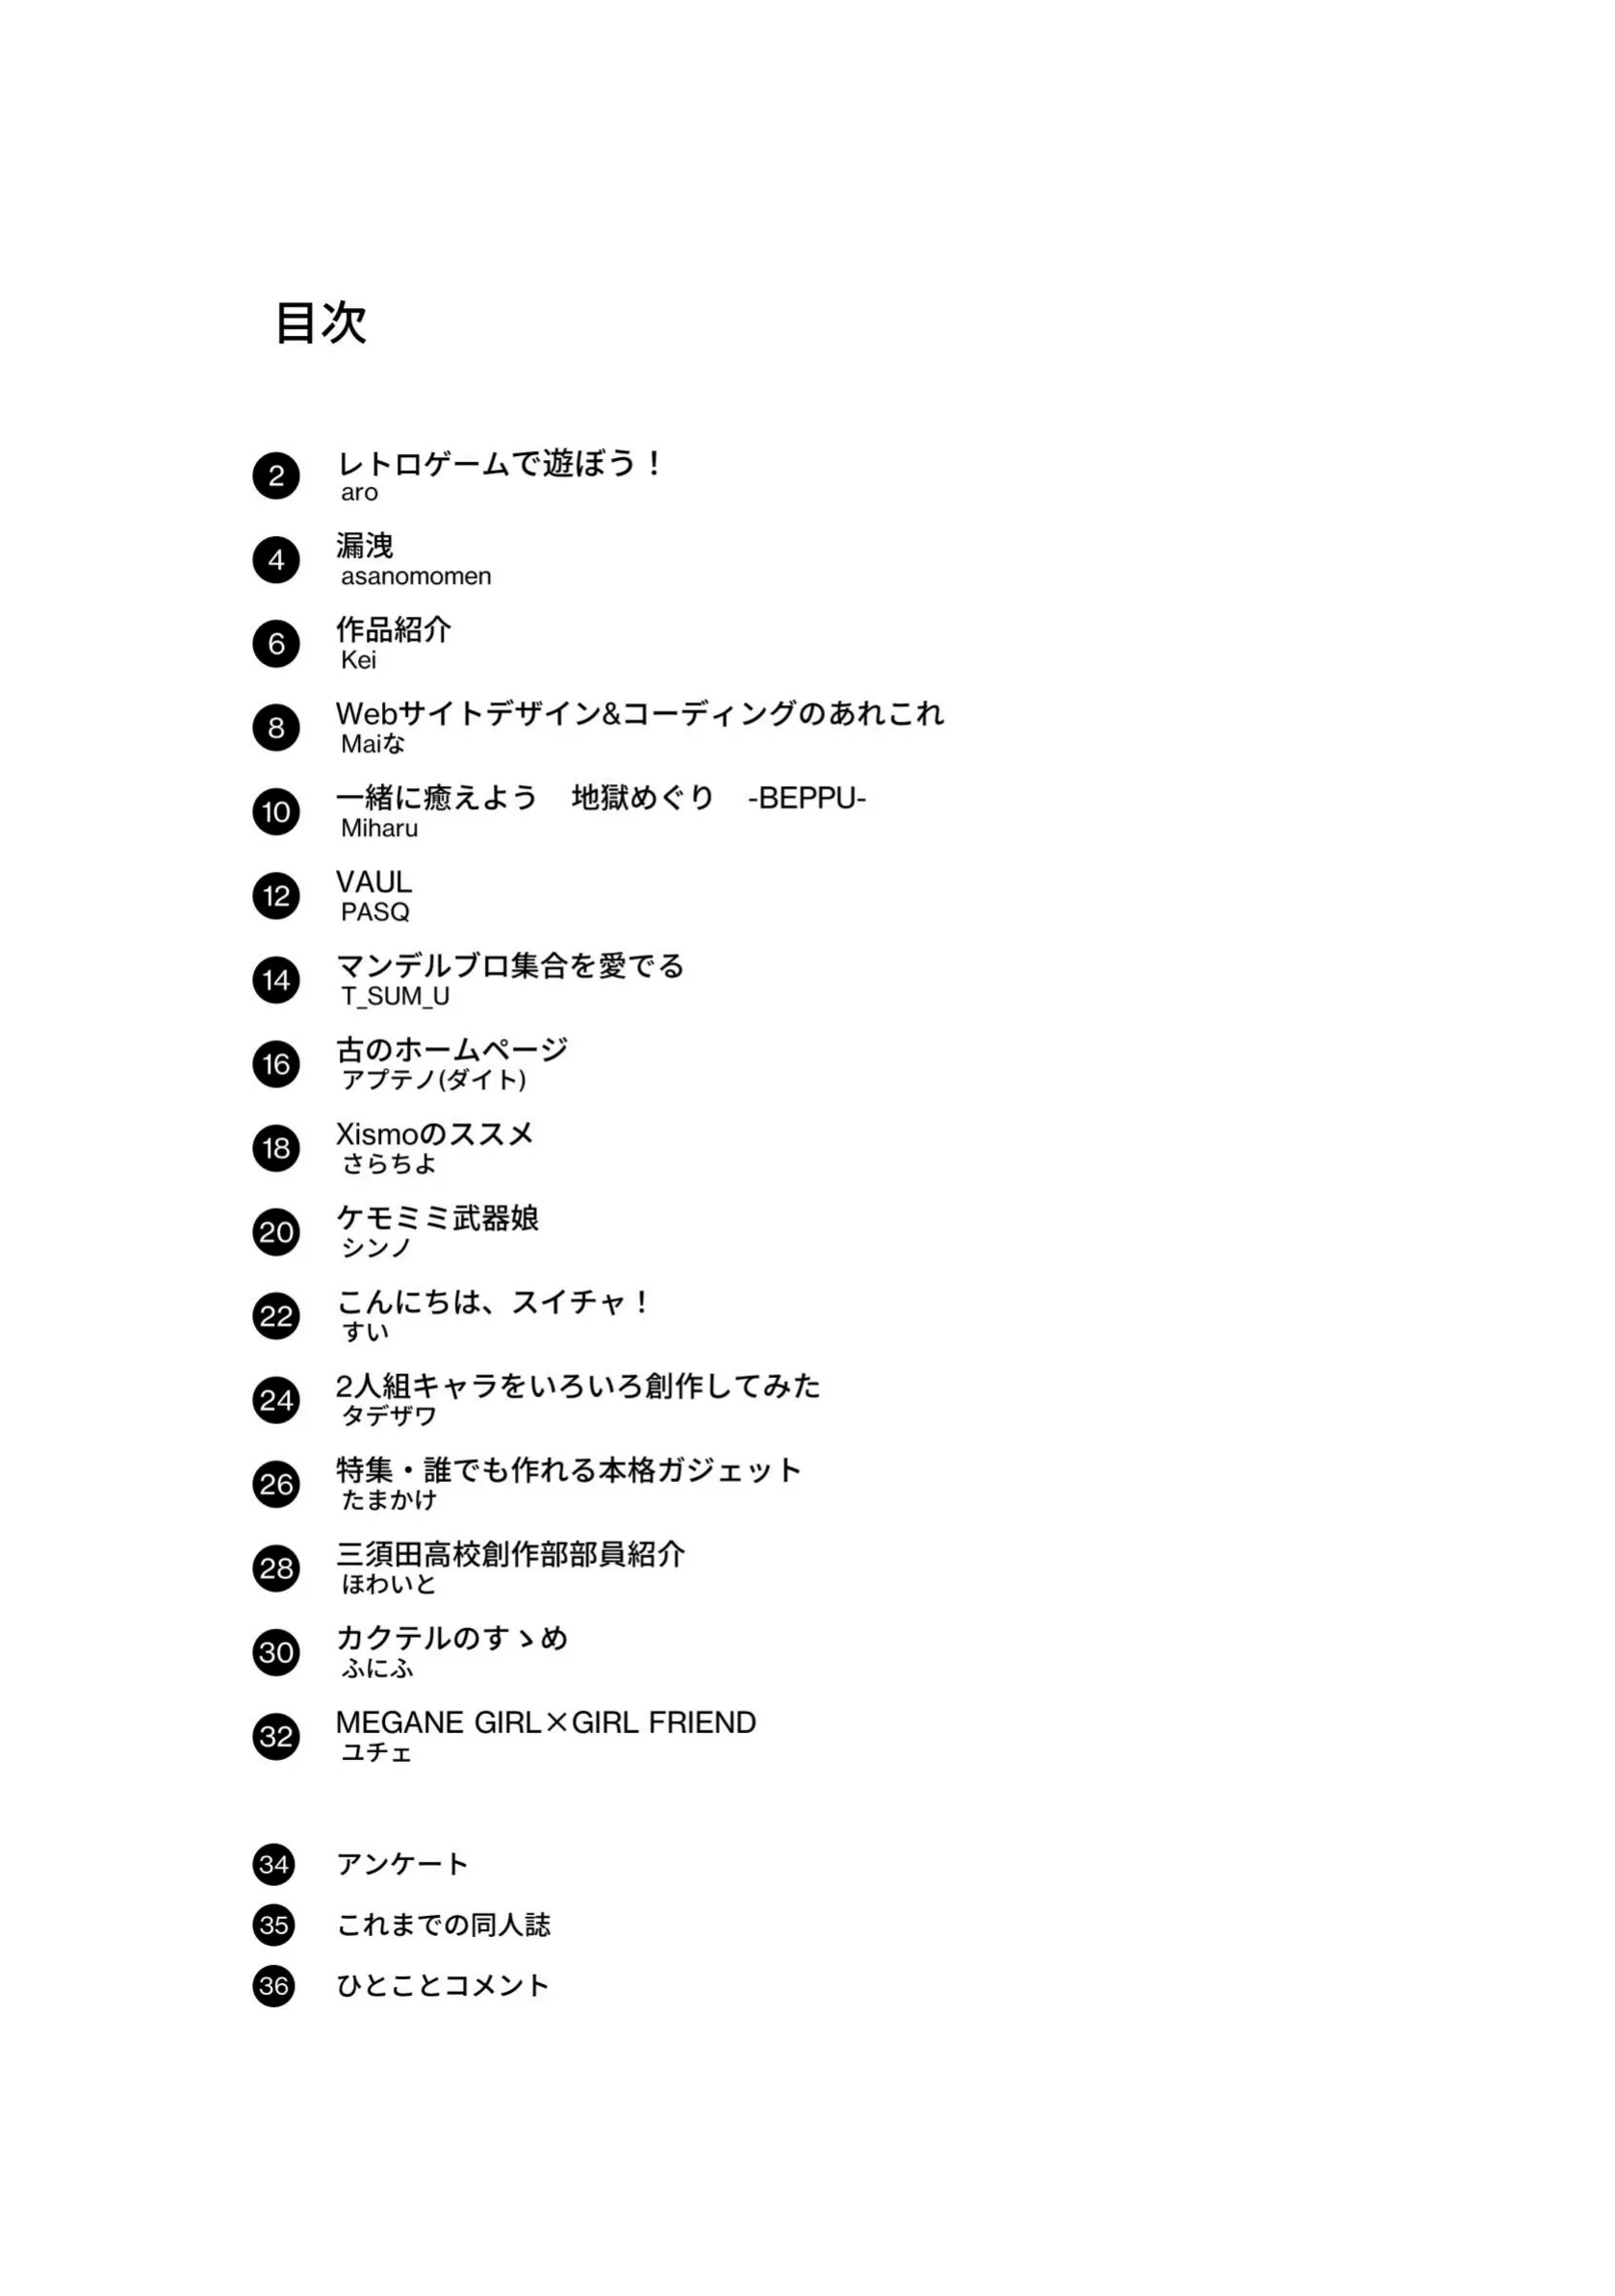 目次
2
レトロゲームで遊ぼう！
aro
4
漏洩
asanomomen
6
作品紹介
Kei
8
Webサイトデザイン&コーディングのあれこれ
Maiな
10
一緒に癒えよう　地獄めぐり　-BEPPU-
Miharu
12
VAUL
PASQ
14
マンデルブロ集合を愛でる
T_SUM_U
16
古のホームページ
アプテノ(ダイト)
18
Xismoのススメ
さらちよ
20
ケモミミ武器娘
シンノ
22
こんにちは、スイチャ！
すい
24
2人組キャラをいろいろ創作してみた
タデザワ
26
特集・誰でも作れる本格ガジェット
たまかけ
28
三須田高校創作部部員紹介
ほわいと
30
カクテルのすゝめ
ふにふ
32
MEGANE GIRL×GIRL FRIEND
ユチェ
34
アンケート
35
これまでの同人誌
36
ひとことコメント